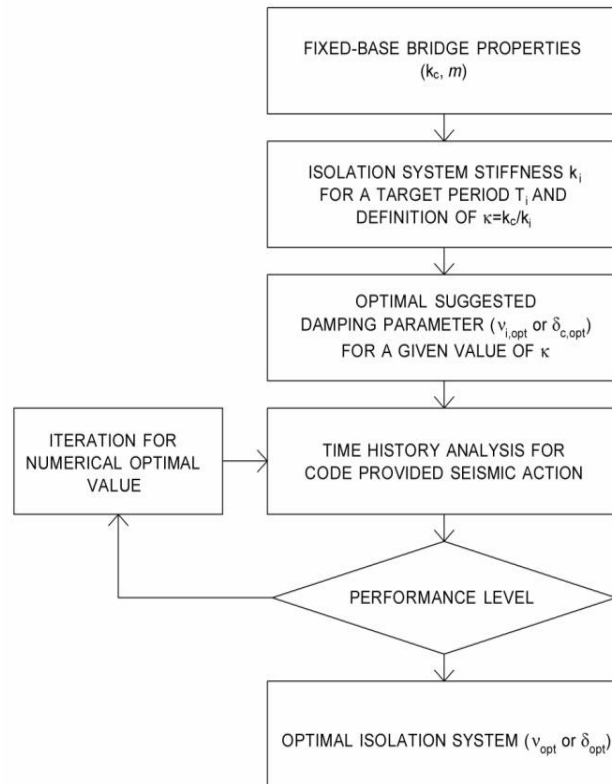 FIXED-BASE BRIDGE PROPERTIES
(kc, m)
ISOLATION SYSTEM STIFFNESS ki
FOR A TARGET PERIOD Ti AND
DEFINITION OF κ=kc/ki
OPTIMAL SUGGESTED
DAMPING PARAMETER (νi,opt or δc,opt)
FOR A GIVEN VALUE OF κ
ITERATION FOR
NUMERICAL OPTIMAL
VALUE
TIME HISTORY ANALYSIS FOR
CODE PROVIDED SEISMIC ACTION
PERFORMANCE LEVEL
OPTIMAL ISOLATION SYSTEM (νopt or δopt)